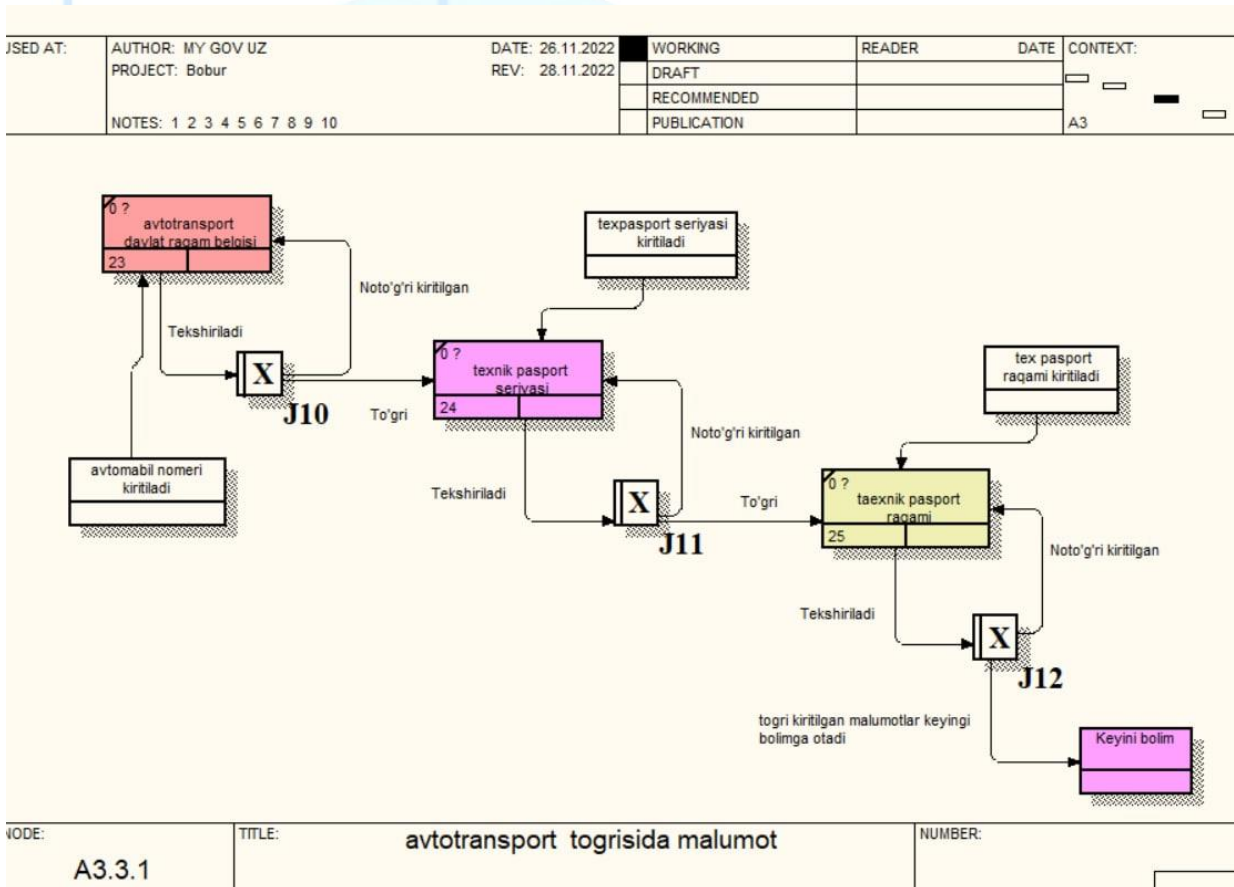 USED AT:
AUTHOR: MY GOV UZ
DATE: 26.11.2022
PROJECT: Bobur
REV: 28.11.2022
NOTES: 1 2 3 4 5 6 7 8 9 10
WORKING
DRAFT
RECOMMENDED
PUBLICATION
READER
DATE
CONTEXT:
A3
0 ?
avtotransport
davlat raqam belgisi
23
texpasport seriyasi
kiritiladi
Noto'g'ri kiritilgan
Tekshiriladi
X
J10
To'gri
0 ?
texnik pasport
seriyasi
24
tex pasport
raqami kiritiladi
avtomabil nomeri
kiritiladi
Noto'g'ri kiritilgan
Tekshiriladi
X
J11
To'gri
0 ?
taexnik pasport
raqami
25
Noto'g'ri kiritilgan
Tekshiriladi
X
J12
togri kiritilgan malumotlar keyingi
bolimga otadi
Keyini bolim
NODE:
A3.3.1
TITLE:
avtotransport togrisida malumot
NUMBER: